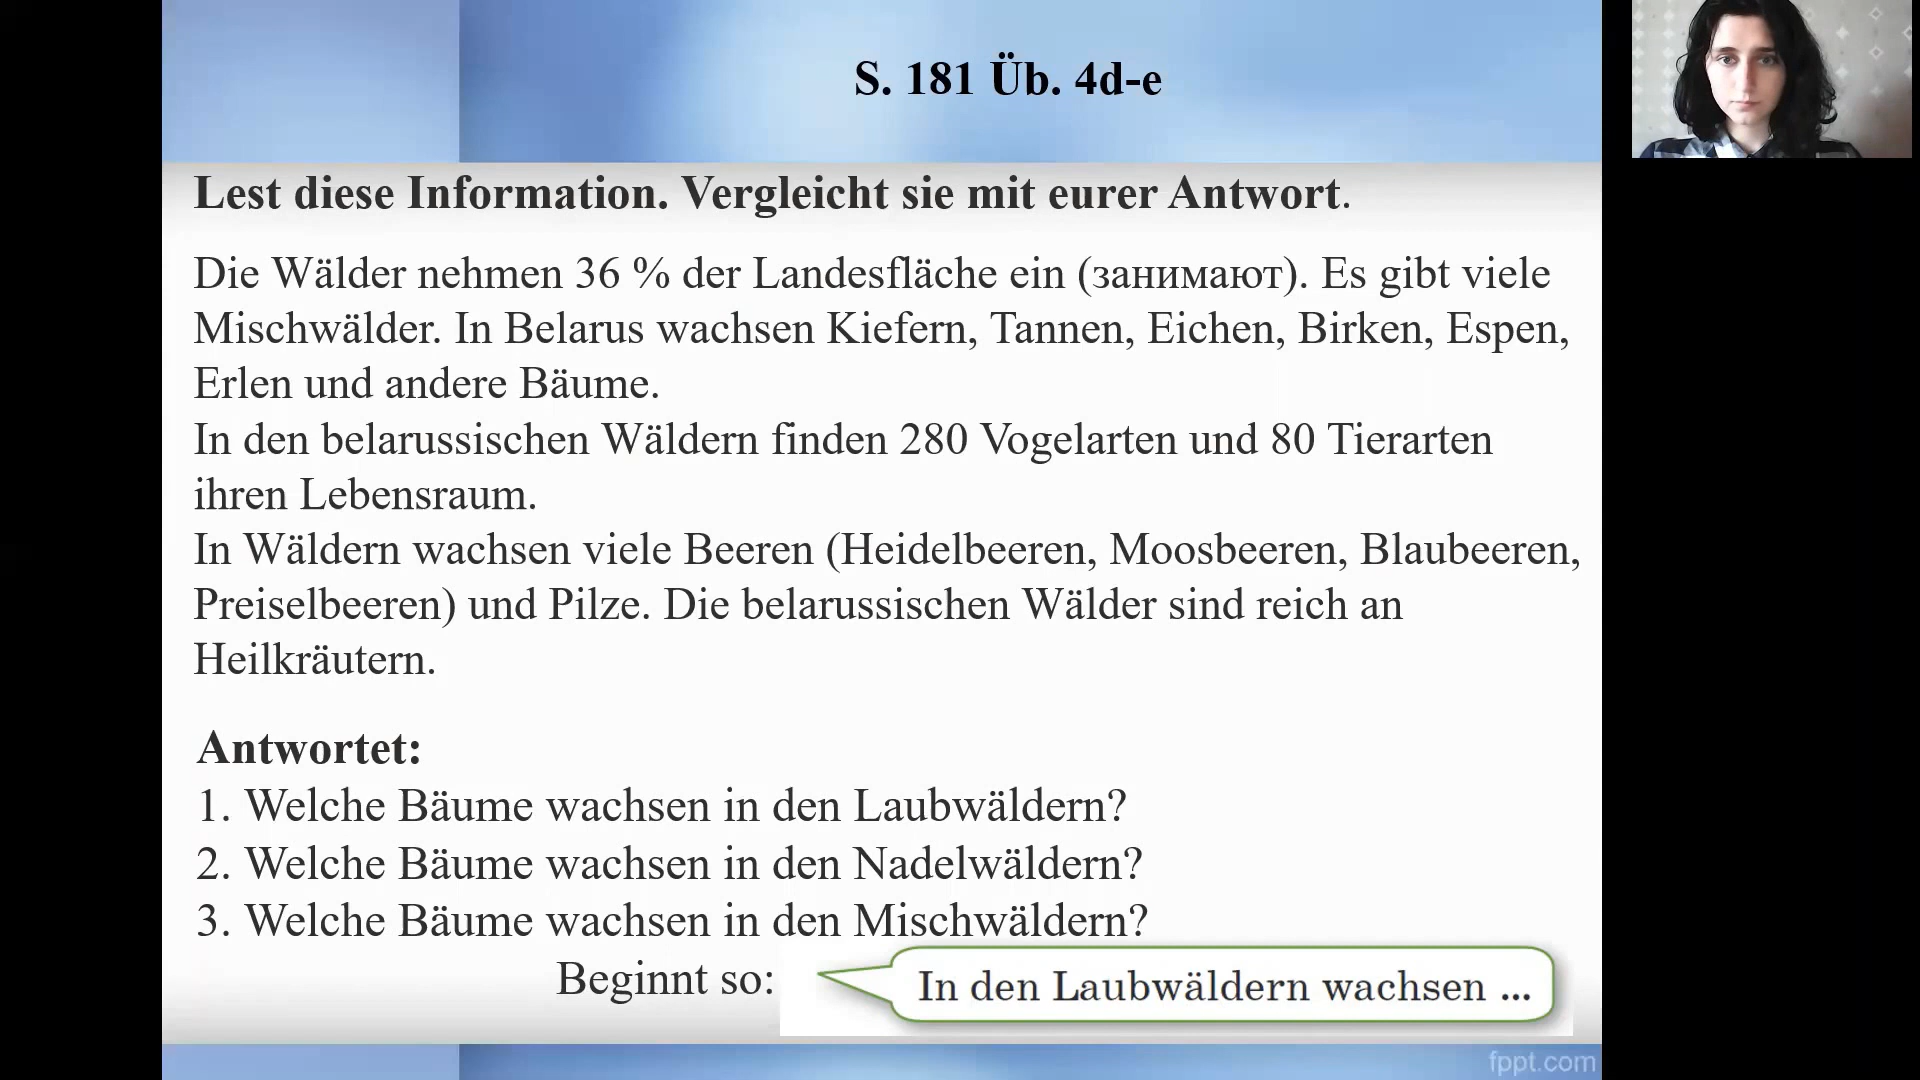 S. 181 Üb. 4d-e
Lest diese Information. Vergleicht sie mit eurer Antwort.
Die Wälder nehmen 36 % der Landesfläche ein (занимают). Es gibt viele
Mischwälder. In Belarus wachsen Kiefern, Tannen, Eichen, Birken, Espen,
Erlen und andere Bäume.
In den belarussischen Wäldern finden 280 Vogelarten und 80 Tierarten
ihren Lebensraum.
In Wäldern wachsen viele Beeren (Heidelbeeren, Moosbeeren, Blaubeeren,
Preiselbeeren) und Pilze. Die belarussischen Wälder sind reich an
Heilkräutern.
Antwortet:
1. Welche Bäume wachsen in den Laubwäldern?
2. Welche Bäume wachsen in den Nadelwäldern?
3. Welche Bäume wachsen in den Mischwäldern?
Beginnt so:
In den Laubwäldern wachsen ...
fppt.com